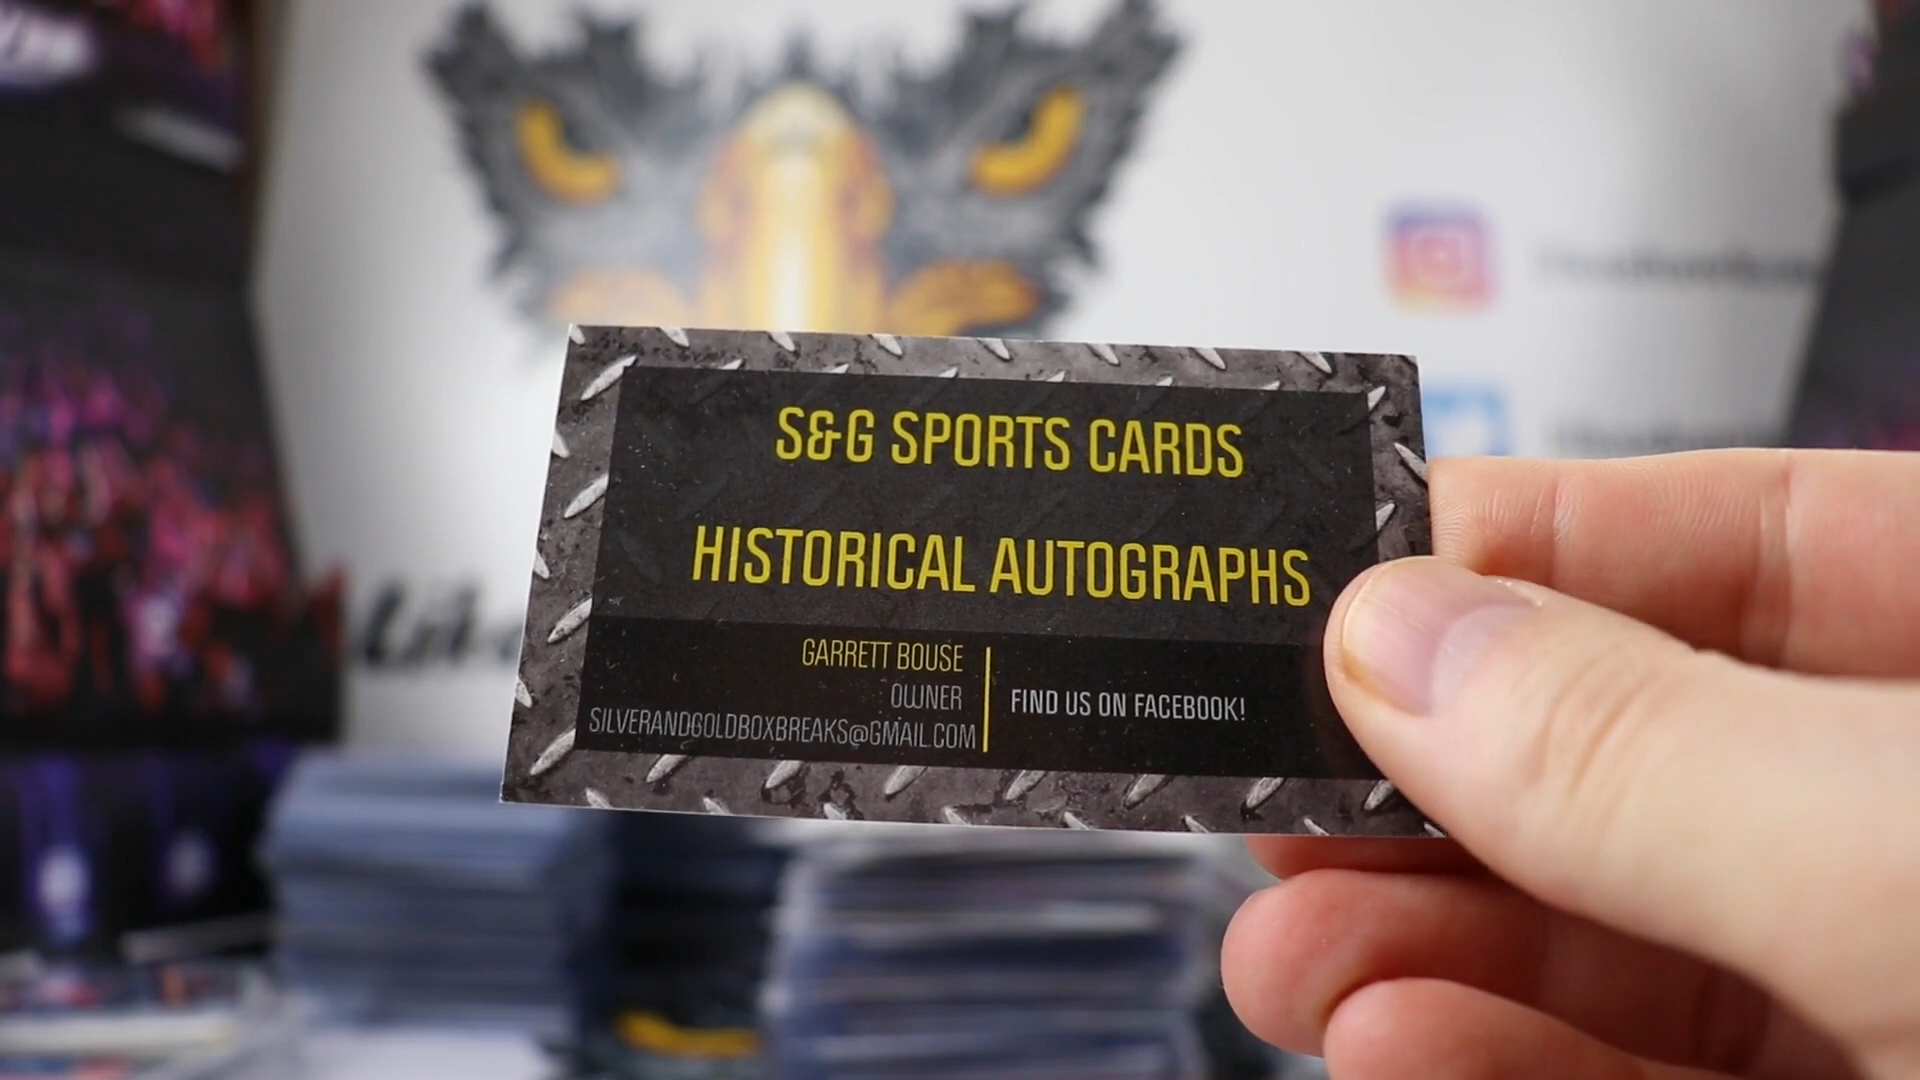 S&G SPORTS CARDS
HISTORICAL AUTOGRAPHS
GARRETT BOUSE
OWNER
SILVERANDGOLDBOXBREAKS@GMAIL.COM
FIND US ON FACEBOOK!